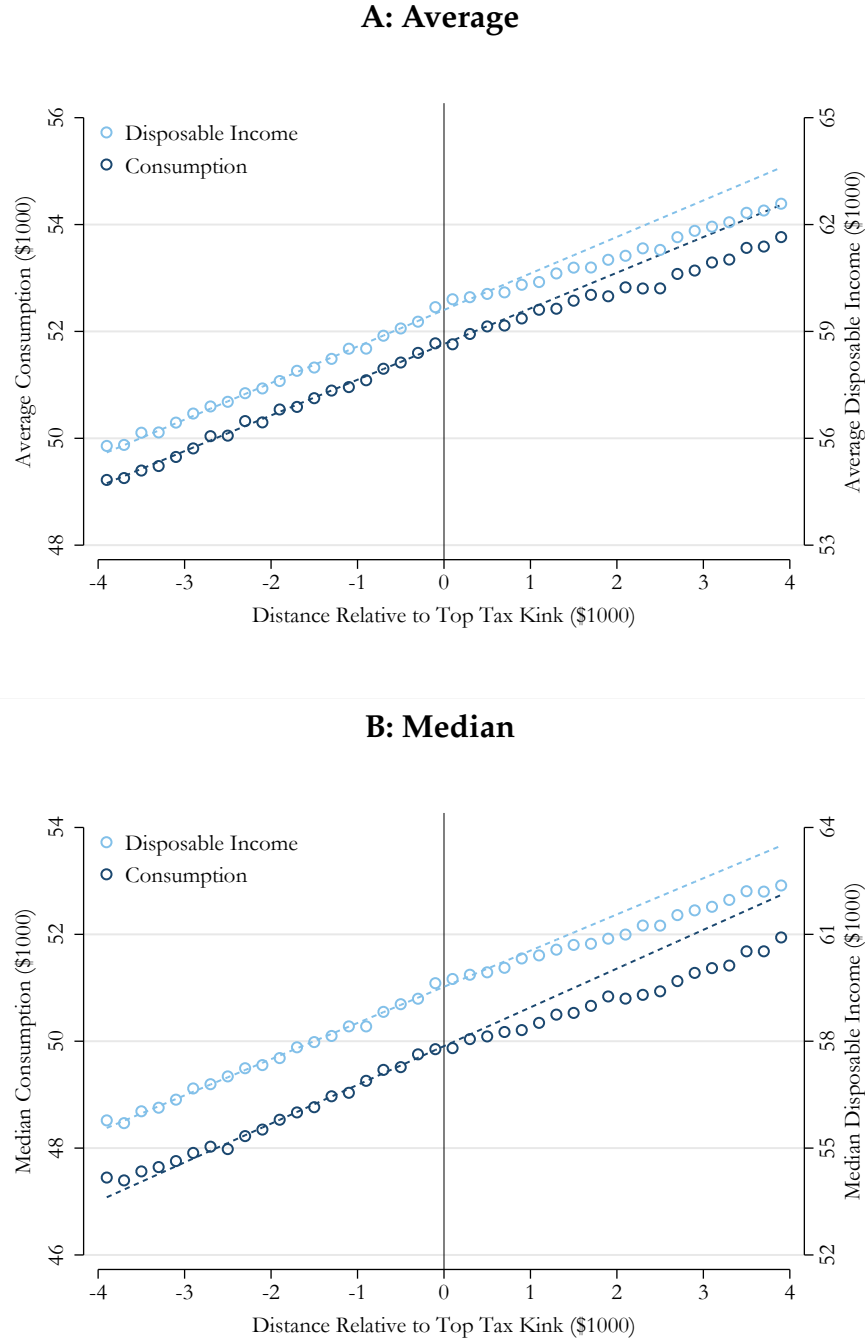 A: Average
56
54
52
50
48
Average Consumption ($1000)
Disposable Income
Consumption
65
62
59
56
53
Average Disposable Income ($1000)
-4 -3 -2 -1 0 1 2 3 4
Distance Relative to Top Tax Kink ($1000)
B: Median
54
52
50
48
46
Median Consumption ($1000)
Disposable Income
Consumption
64
61
58
55
52
Median Disposable Income ($1000)
-4 -3 -2 -1 0 1 2 3 4
Distance Relative to Top Tax Kink ($1000)